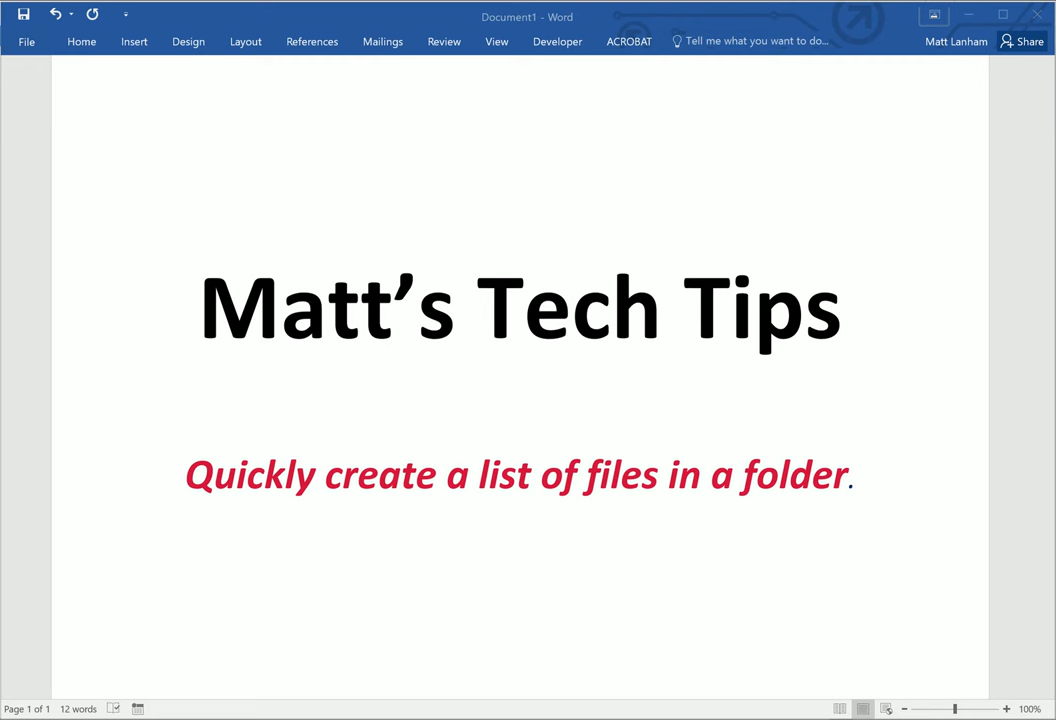 Document1 - Word
File Home Insert Design Layout References Mailings Review View Developer ACROBAT Tell me what you want to do... Matt Lanham Share
Matt’s Tech Tips
Quickly create a list of files in a folder.
Page 1 of 1 12 words 100%